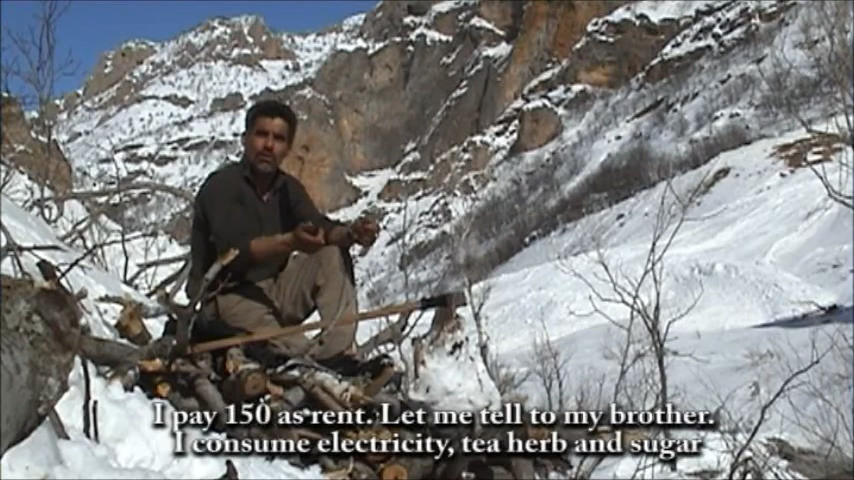 I pay 150 as rent. Let me tell to my brother.
I consume electricity, tea herb and sugar